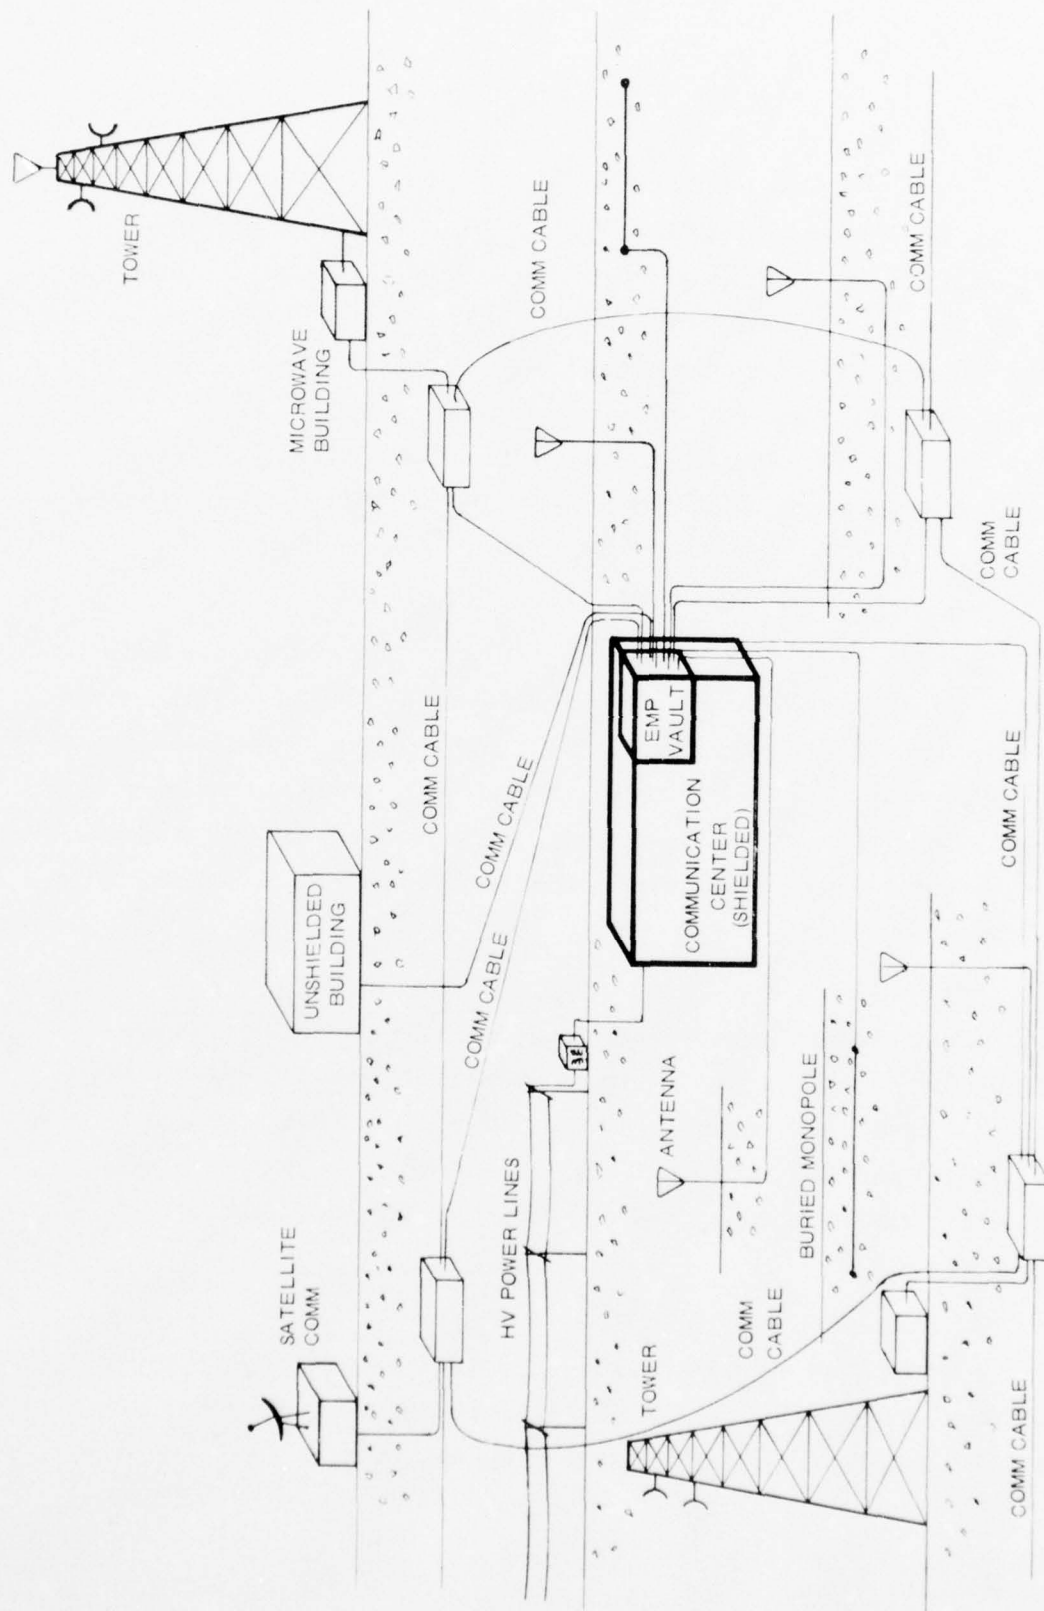 TOWER
MICROWAVE
BUILDING
SATELLITE
COMM
UNSHIELDED
BUILDING
COMM CABLE
COMM CABLE
COMM CABLE
COMM CABLE
HV POWER LINES
EMP
VAULT
COMMUNICATION
CENTER
(SHIELDED)
ANTENNA
TOWER
COMM
CABLE
BURIED MONOPOLE
COMM CABLE
COMM
CABLE
COMM CABLE
COMM CABLE